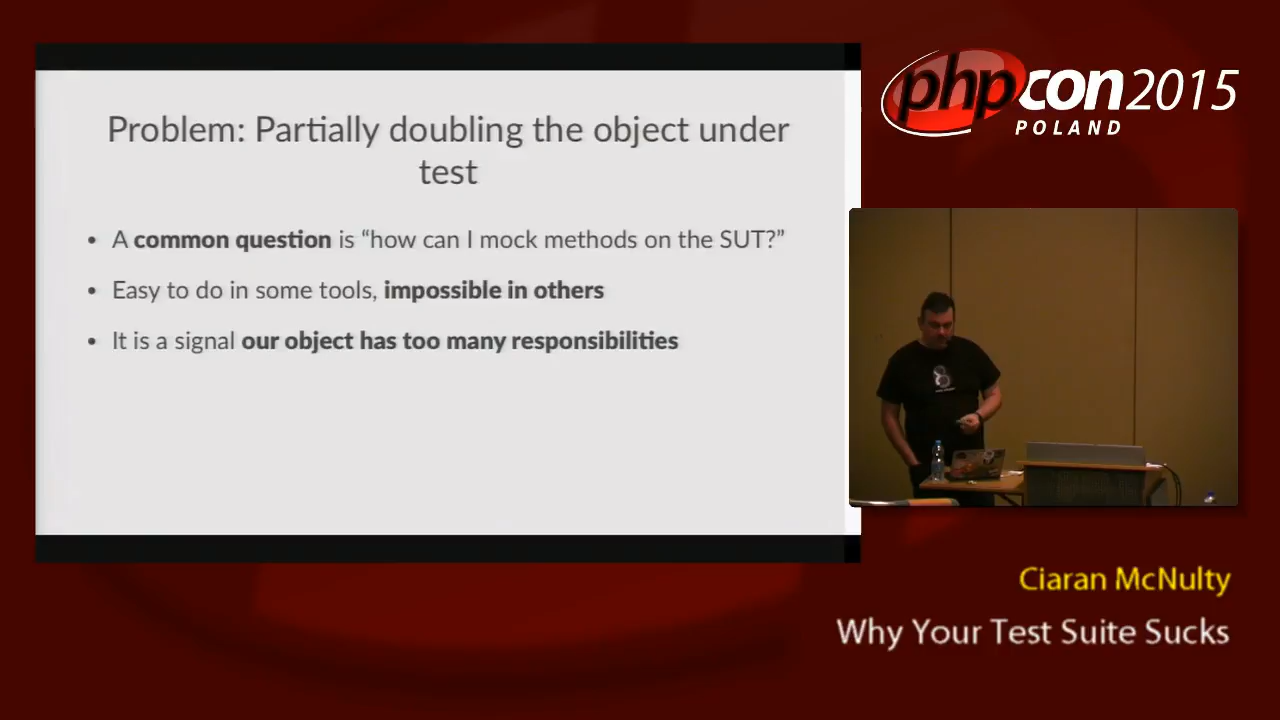 Problem: Partially doubling the object under
test
• A common question is “how can I mock methods on the SUT?”
• Easy to do in some tools, impossible in others
• It is a signal our object has too many responsibilities
phpcon2015
POLAND
Ciaran McNulty
Why Your Test Suite Sucks